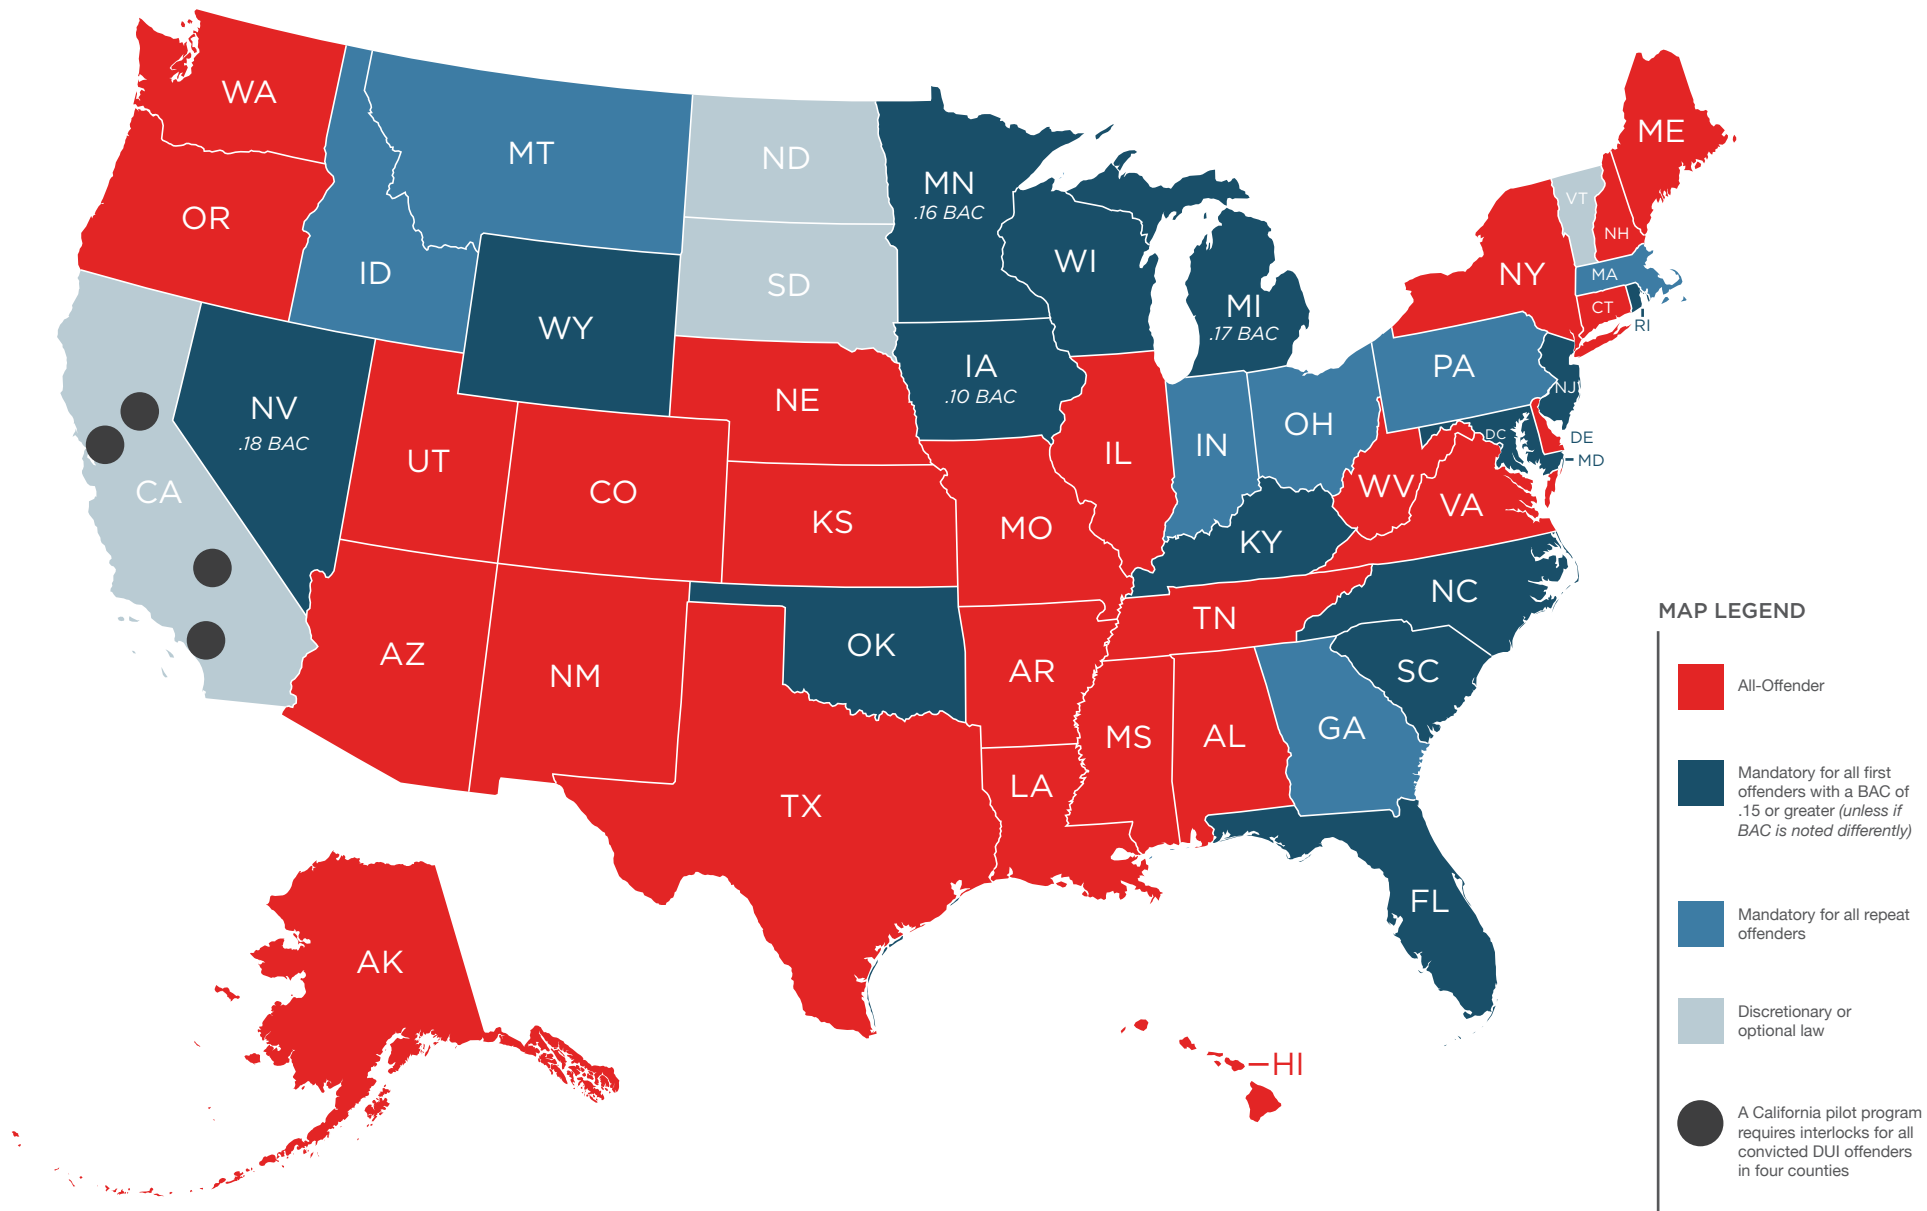 WA
MT
ND
MN
.16 BAC
ME
OR
ID
SD
WI
VT
NH
NY
MA
WY
MI
.17 BAC
CT
RI
NV
.18 BAC
NE
IA
.10 BAC
PA
NJ
UT
CO
IL
IN
OH
DC
DE
MD
CA
KS
MO
WV
VA
KY
AZ
NM
OK
AR
TN
NC
SC
TX
LA
MS
AL
GA
FL
AK
HI
MAP LEGEND
All-Offender
Mandatory for all first
offenders with a BAC of
.15 or greater (unless if
BAC is noted differently)
Mandatory for all repeat
offenders
Discretionary or
optional law
A California pilot program
requires interlocks for all
convicted DUI offenders
in four counties